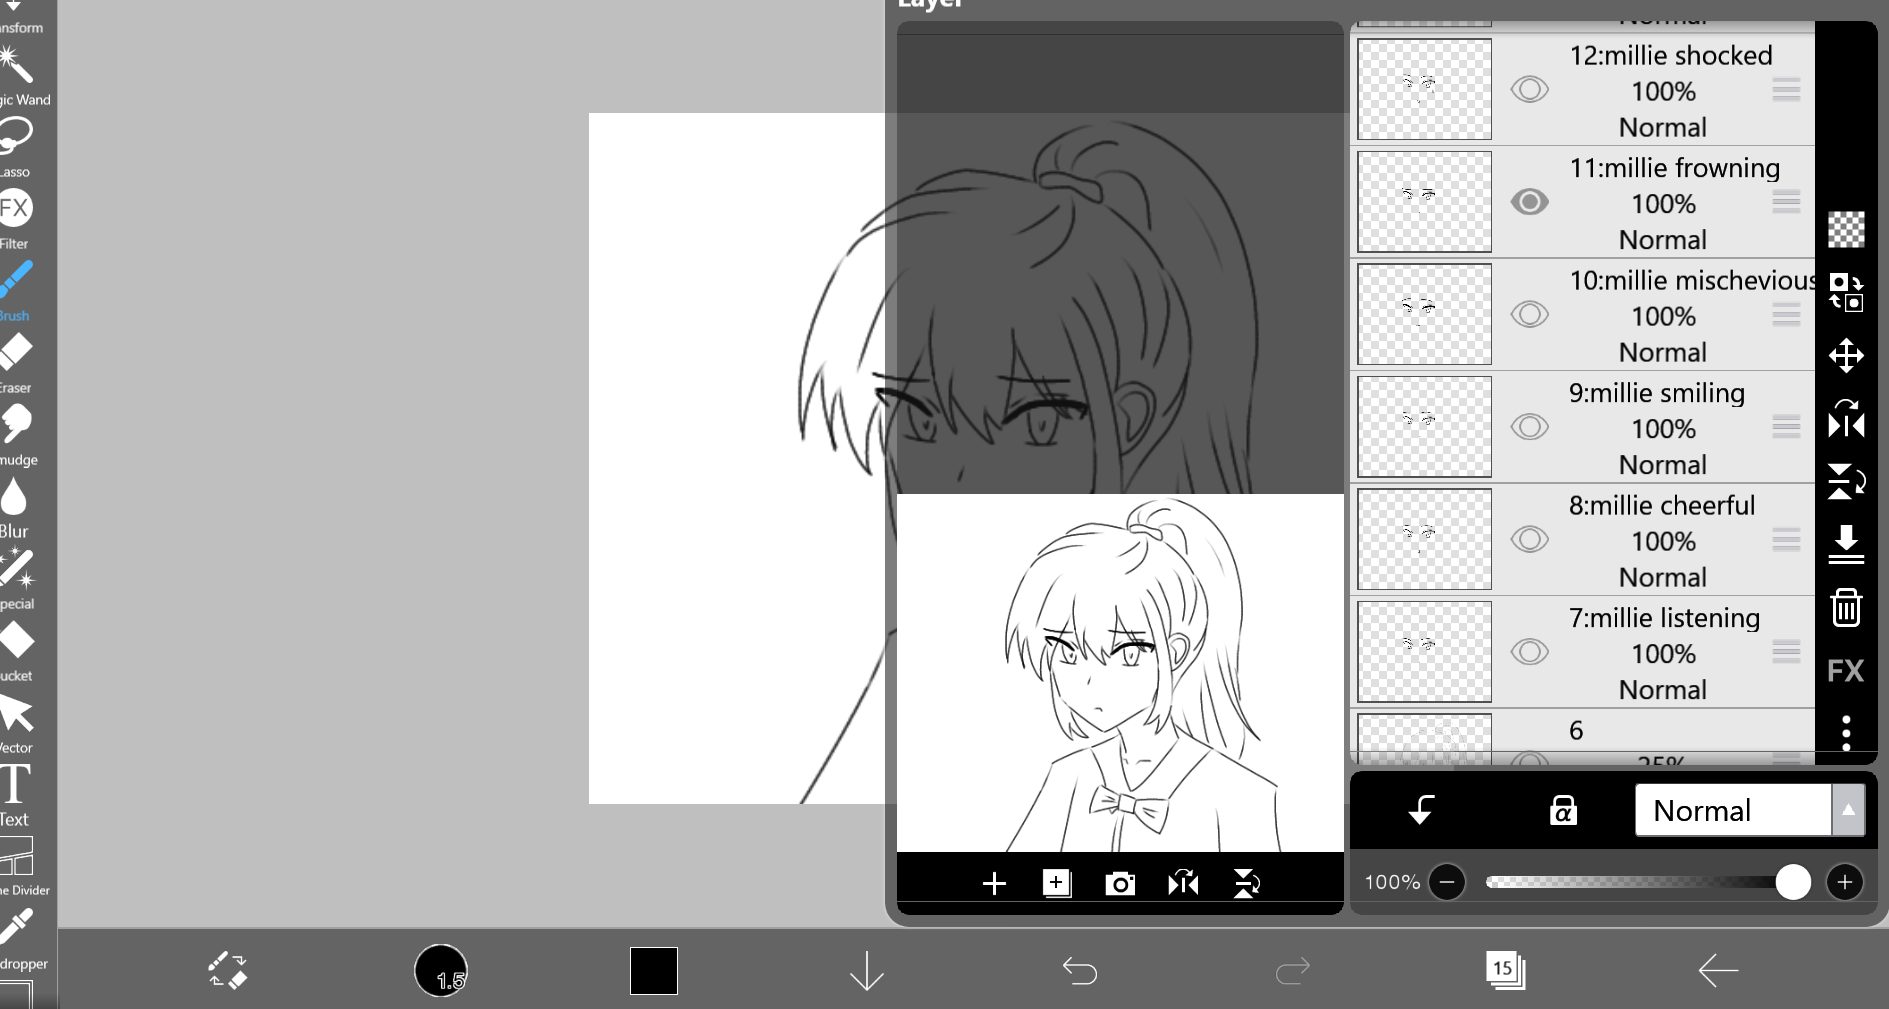 Layer
nsform
gic Wand
Lasso
FX
Filter
Brush
Eraser
mudge
Blur
pecial
ucket
Vector
T
Text
ne Divider
dropper
Normal
12:millie shocked
100%
Normal
11:millie frowning
100%
Normal
10:millie mischevious
100%
Normal
9:millie smiling
100%
Normal
8:millie cheerful
100%
Normal
7:millie listening
100%
Normal
6
25%
FX
α
Normal
100%
1.5
15